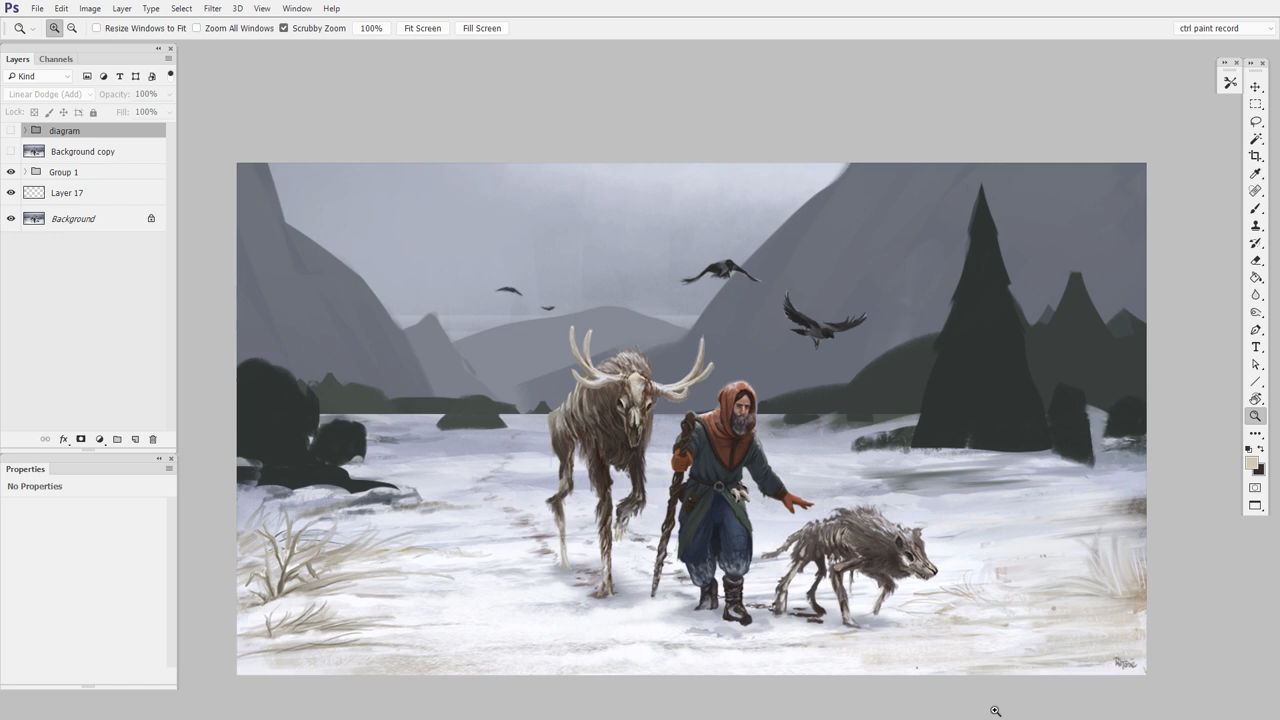 Ps File Edit Image Layer Type Select Filter 3D View Window Help
Resize Windows to Fit Zoom All Windows Scrubby Zoom 100% Fit Screen Fill Screen ctrl paint record
Layers Channels
Kind
Linear Dodge (Add) Opacity: 100%
Lock: Fill: 100%
diagram
Background copy
Group 1
Layer 17
Background
fx
Properties
No Properties